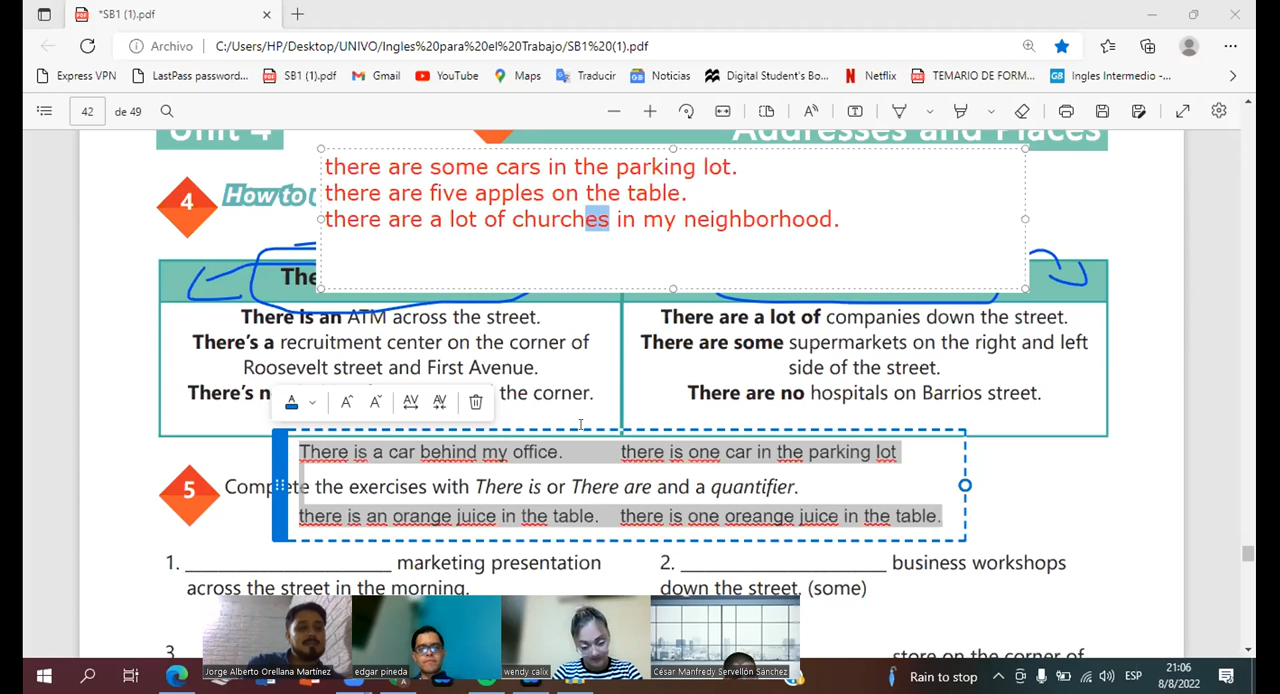 *SB1 (1).pdf
Archivo C:/Users/HP/Desktop/UNIVO/Ingles%20para%20el%20Trabajo/SB1%20(1).pdf
Express VPN LastPass password... SB1 (1).pdf Gmail YouTube Maps Traducir Noticias Digital Student's Bo... Netflix TEMARIO DE FORM... Ingles Intermedio -...
42 de 49
Unit 4 Addresses and Places
there are some cars in the parking lot.
there are five apples on the table.
there are a lot of churches in my neighborhood.
4 How to u
The
There is an ATM across the street.
There's a recruitment center on the corner of
Roosevelt street and First Avenue.
There's n the corner.
There are a lot of companies down the street.
There are some supermarkets on the right and left
side of the street.
There are no hospitals on Barrios street.
There is a car behind my office. there is one car in the parking lot
5 Complete the exercises with There is or There are and a quantifier.
there is an orange juice in the table. there is one oreange juice in the table.
1. ____________________ marketing presentation
across the street in the morning.
2. ____________________ business workshops
down the street. (some)
3. store on the corner of
Jorge Alberto Orellana Martínez edgar pineda wendy calix César Manfredy Servellón Sánchez
Rain to stop ESP 21:06
8/8/2022